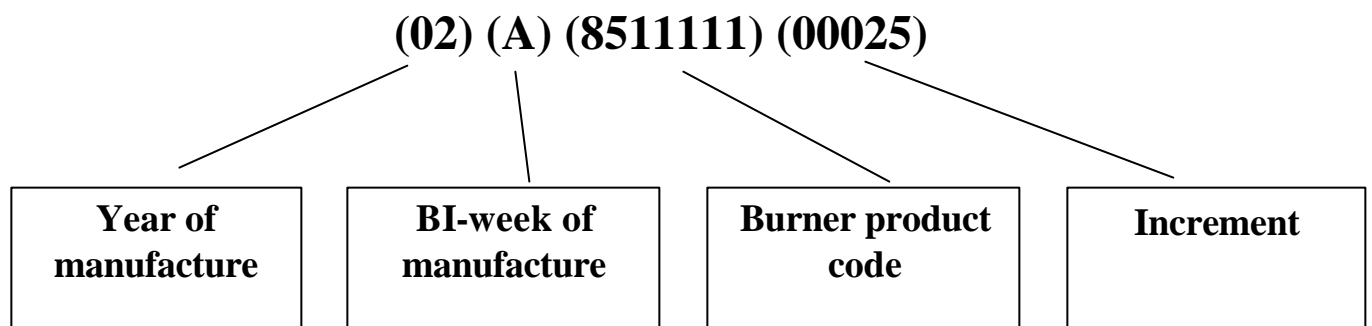 (02) (A) (8511111) (00025)
Year of
manufacture
BI-week of
manufacture
Burner product
code
Increment